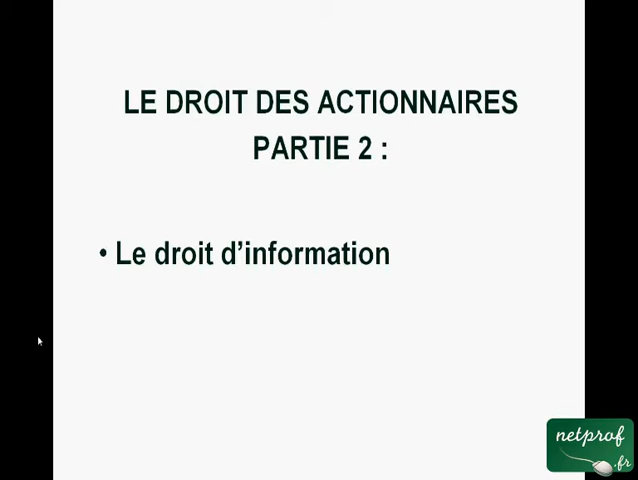 LE DROIT DES ACTIONNAIRES
PARTIE 2 :
• Le droit d’information
netprof
.fr